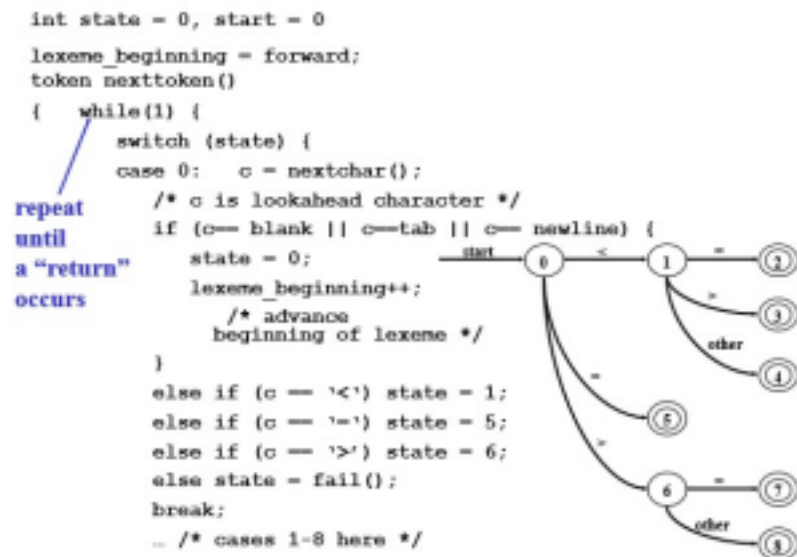 int state = 0, start = 0
lexeme_beginning = forward;
token nexttoken()
{ while(1) {
switch (state) {
case 0: c = nextchar();
/* c is lookahead character */
if (c== blank || c==tab || c== newline) {
state = 0;
lexeme_beginning++;
/* advance
beginning of lexeme */
}
else if (c == '<') state = 1;
else if (c == '=') state = 5;
else if (c == '>') state = 6;
else state = fail();
break;
… /* cases 1-8 here */
repeat
until
a “return”
occurs
start
0
<
1
=
2
>
3
other
4
=
5
>
6
=
7
other
8